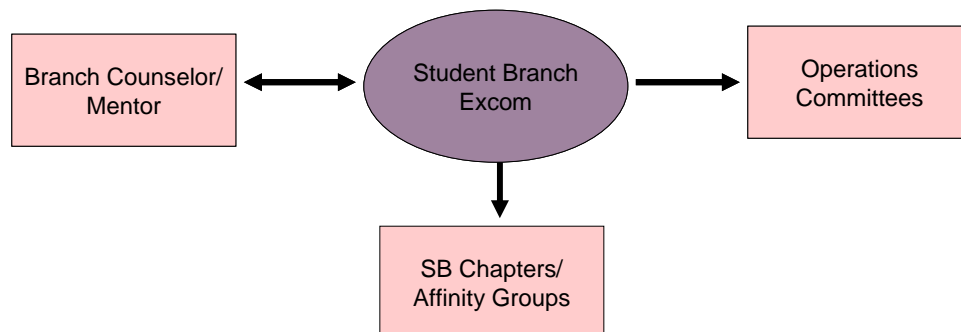 Branch Counselor/
Mentor
Student Branch
Excom
Operations
Committees
SB Chapters/
Affinity Groups